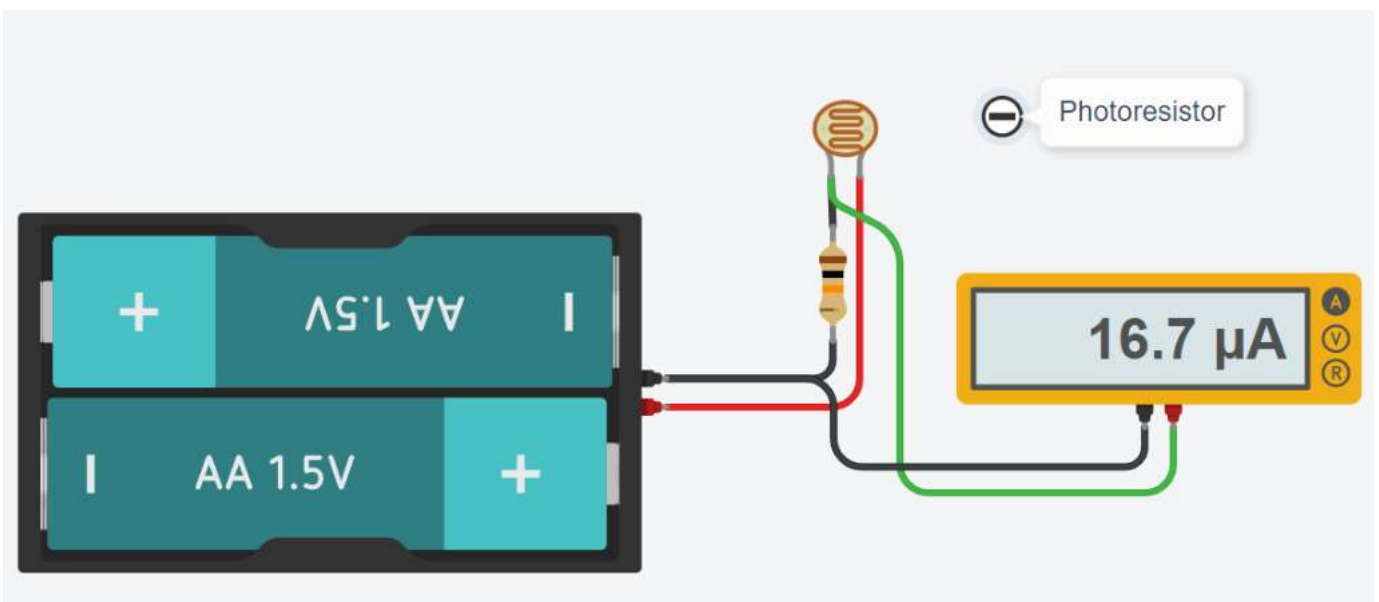 Photoresistor
+ AA 1.5V -
- AA 1.5V +
16.7 µA
A
V
R